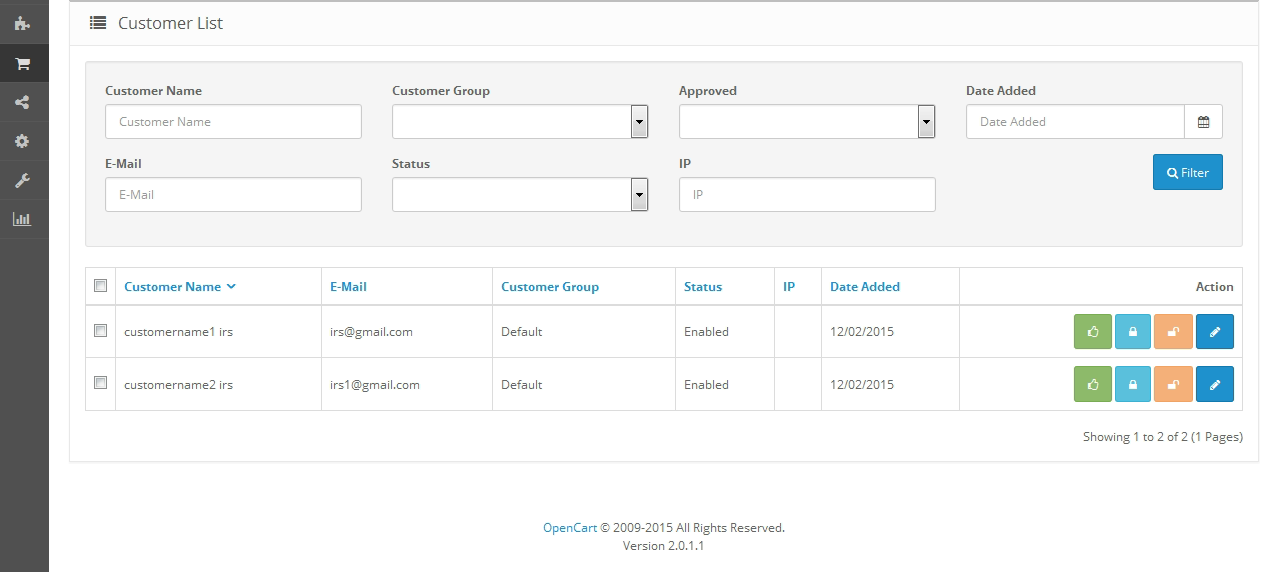 Customer List
Customer Name Customer Group Approved Date Added
Customer Name Date Added
E-Mail Status IP
E-Mail IP Filter
Customer Name E-Mail Customer Group Status IP Date Added Action
customername1 irs irs@gmail.com Default Enabled 12/02/2015
customername2 irs irs1@gmail.com Default Enabled 12/02/2015
Showing 1 to 2 of 2 (1 Pages)
OpenCart © 2009-2015 All Rights Reserved.
Version 2.0.1.1